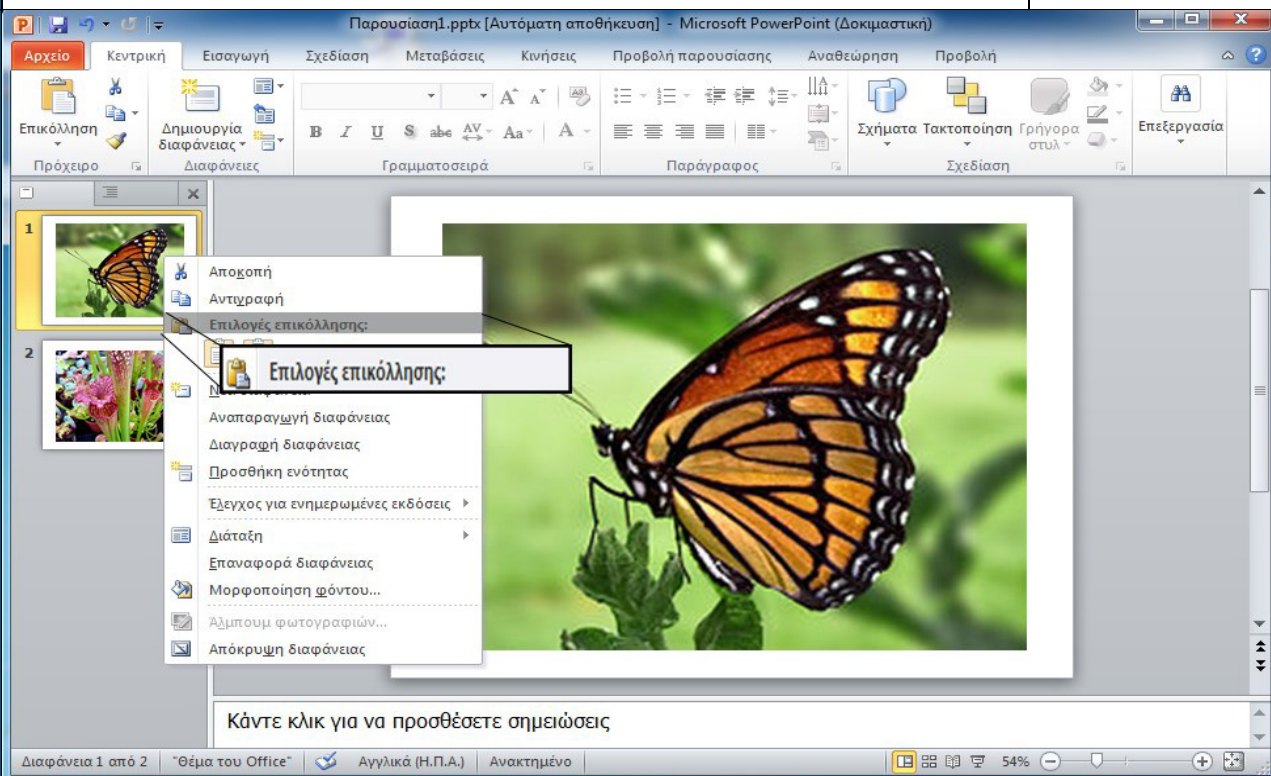 Παρουσίαση1.pptx [Αυτόματη αποθήκευση] - Microsoft PowerPoint (Δοκιμαστική)
Αρχείο Κεντρική Εισαγωγή Σχεδίαση Μεταβάσεις Κινήσεις Προβολή παρουσίασης Αναθεώρηση Προβολή
Επικόλληση
Δημιουργία διαφάνειας
Σχήματα Τακτοποίηση Γρήγορα στυλ
Επεξεργασία
Πρόχειρο Διαφάνειες Γραμματοσειρά Παράγραφος Σχεδίαση
1
2
Αποκοπή
Αντιγραφή
Επιλογές επικόλλησης:
Επιλογές επικόλλησης:
Αναπαραγωγή διαφάνειας
Διαγραφή διαφάνειας
Προσθήκη ενότητας
Έλεγχος για ενημερωμένες εκδόσεις
Διάταξη
Επαναφορά διαφάνειας
Μορφοποίηση φόντου...
Άλμπουμ φωτογραφιών...
Απόκρυψη διαφάνειας
Κάντε κλικ για να προσθέσετε σημειώσεις
Διαφάνεια 1 από 2 "Θέμα του Office" Αγγλικά (Η.Π.Α.) Ανακτημένο 54%